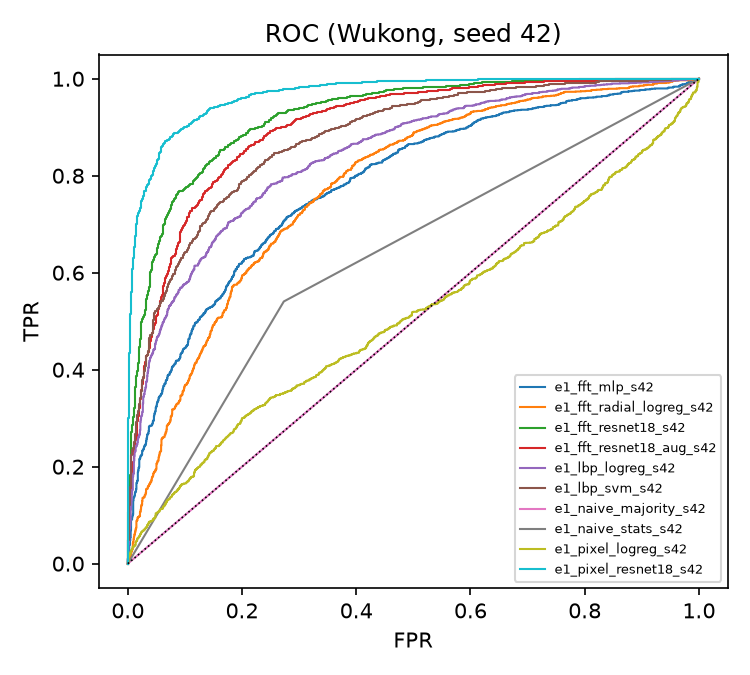 ROC (Wukong, seed 42)
1.0
0.8
0.6
0.4
0.2
0.0
TPR
0.0 0.2 0.4 0.6 0.8 1.0
FPR
e1_fft_mlp_s42
e1_fft_radial_logreg_s42
e1_fft_resnet18_s42
e1_fft_resnet18_aug_s42
e1_lbp_logreg_s42
e1_lbp_svm_s42
e1_naive_majority_s42
e1_naive_stats_s42
e1_pixel_logreg_s42
e1_pixel_resnet18_s42